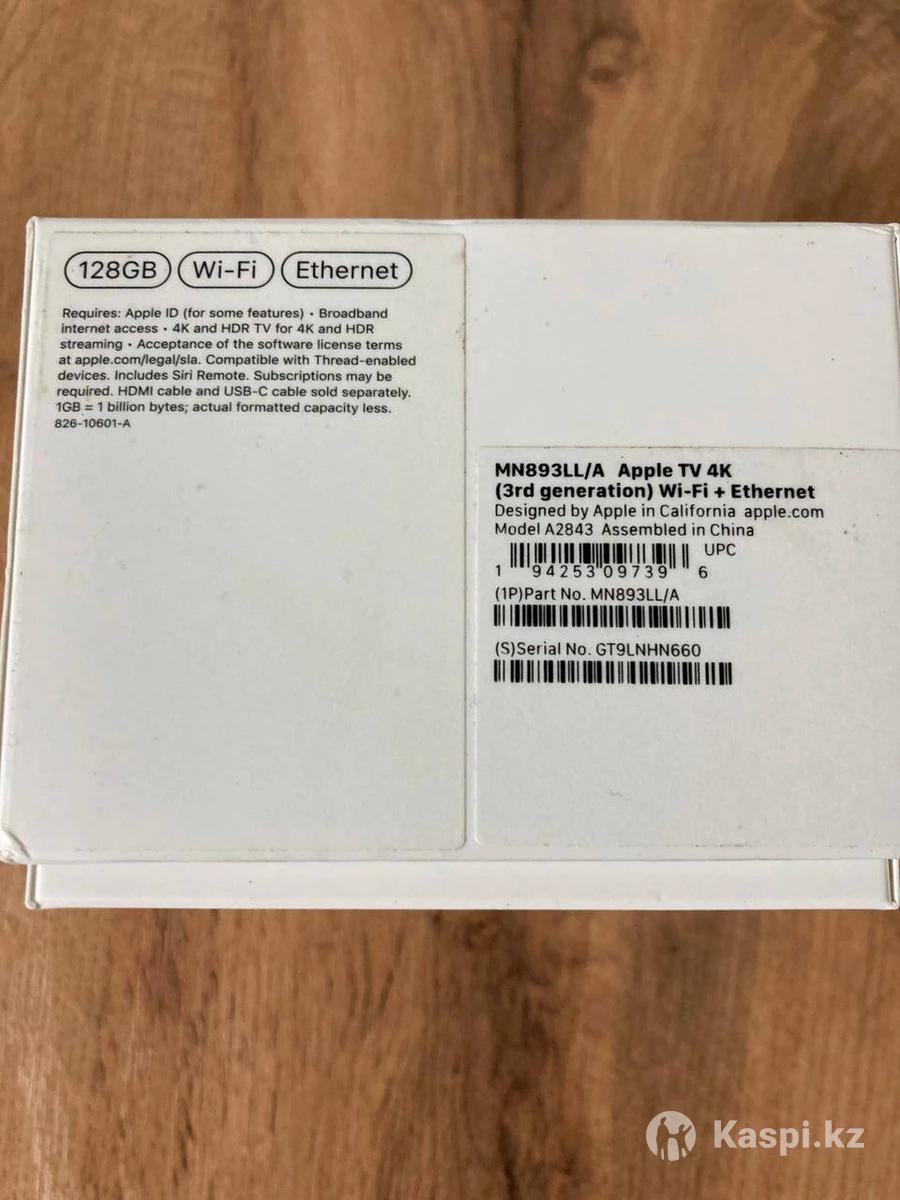 128GB Wi-Fi Ethernet
Requires: Apple ID (for some features) • Broadband
internet access • 4K and HDR TV for 4K and HDR
streaming • Acceptance of the software license terms
at apple.com/legal/sla. Compatible with Thread-enabled
devices. Includes Siri Remote. Subscriptions may be
required. HDMI cable and USB-C cable sold separately.
1GB = 1 billion bytes; actual formatted capacity less.
826-10601-A
MN893LL/A Apple TV 4K
(3rd generation) Wi-Fi + Ethernet
Designed by Apple in California apple.com
Model A2843 Assembled in China
UPC
1 94253 09739 6
(1P)Part No. MN893LL/A
(S)Serial No. GT9LNHN660
Kaspi.kz